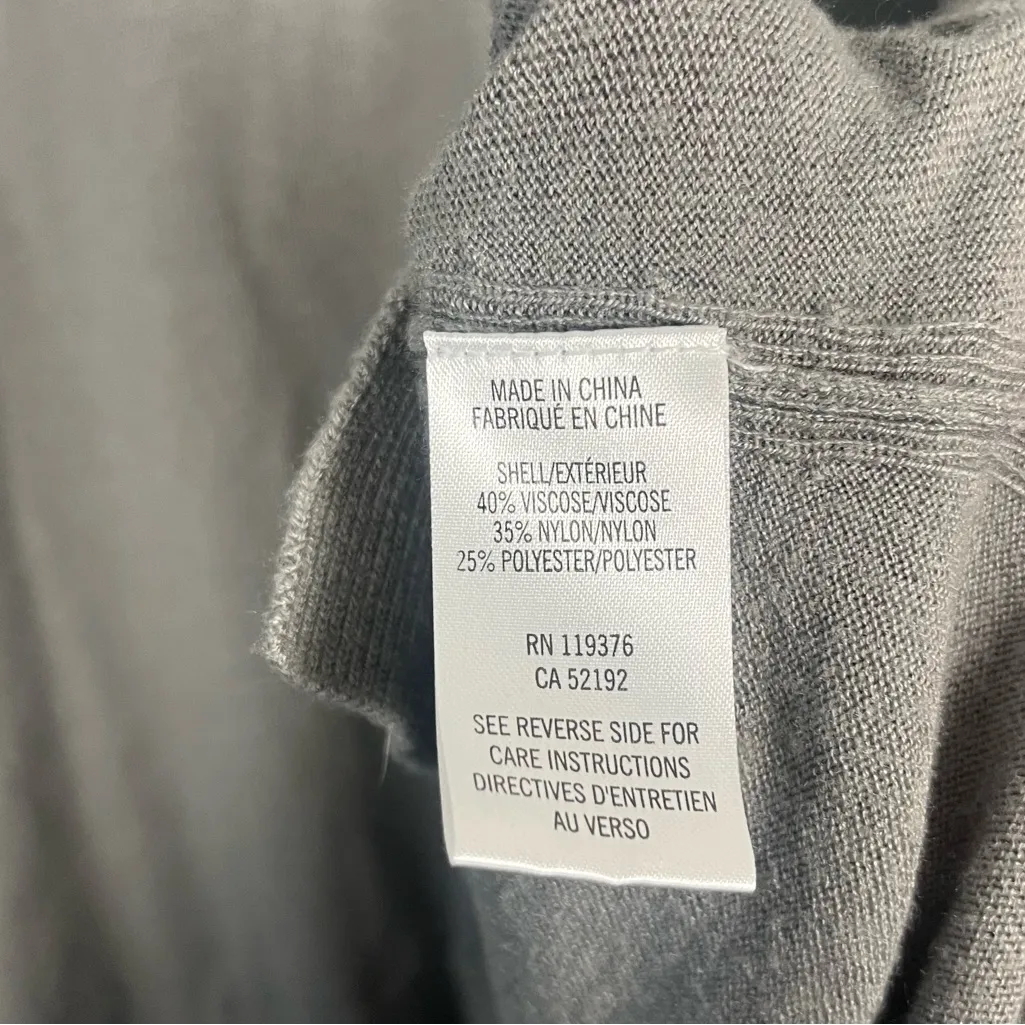 MADE IN CHINA
FABRIQUÉ EN CHINE
SHELL/EXTÉRIEUR
40% VISCOSE/VISCOSE
35% NYLON/NYLON
25% POLYESTER/POLYESTER
RN 119376
CA 52192
SEE REVERSE SIDE FOR
CARE INSTRUCTIONS
DIRECTIVES D'ENTRETIEN
AU VERSO